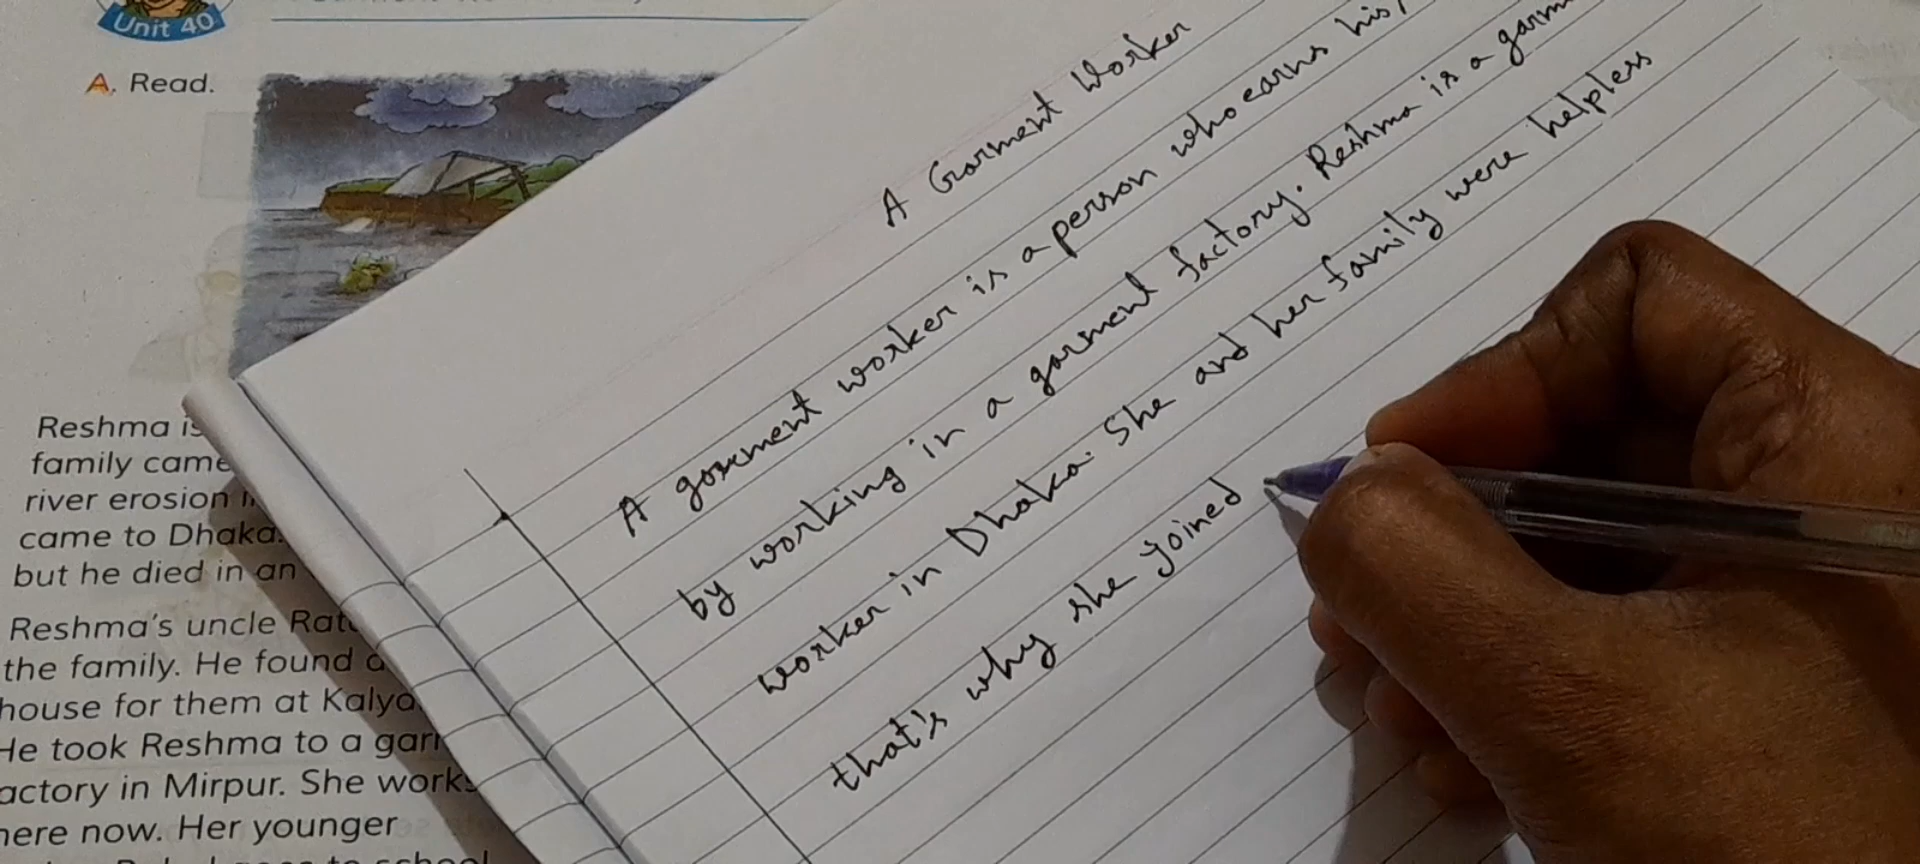 Unit 40
A. Read.
Reshma is
family came
river erosion
came to Dhaka.
but he died in an
Reshma's uncle
the family. He found a
house for them at
He took Reshma to a
actory in Mirpur. She works
here now. Her younger
A Garment Worker
A gorment worker is a person who earns his/
by working in a garment factory. Reshma is a garm
worker in Dhaka. She and her family were helpless
that's why she joined